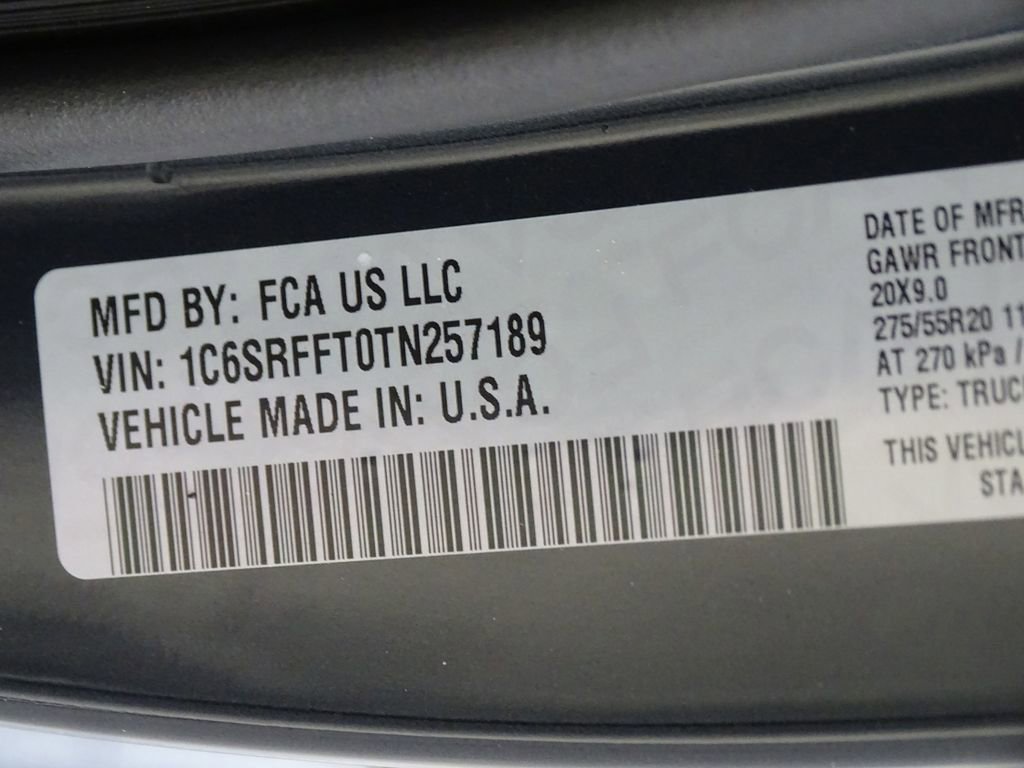 MFD BY: FCA US LLC
VIN: 1C6SRFFT0TN257189
VEHICLE MADE IN: U.S.A.
DATE OF MFR
GAWR FRONT
20X9.0
275/55R20 11
AT 270 kPa /
TYPE: TRUC
THIS VEHICL
STA